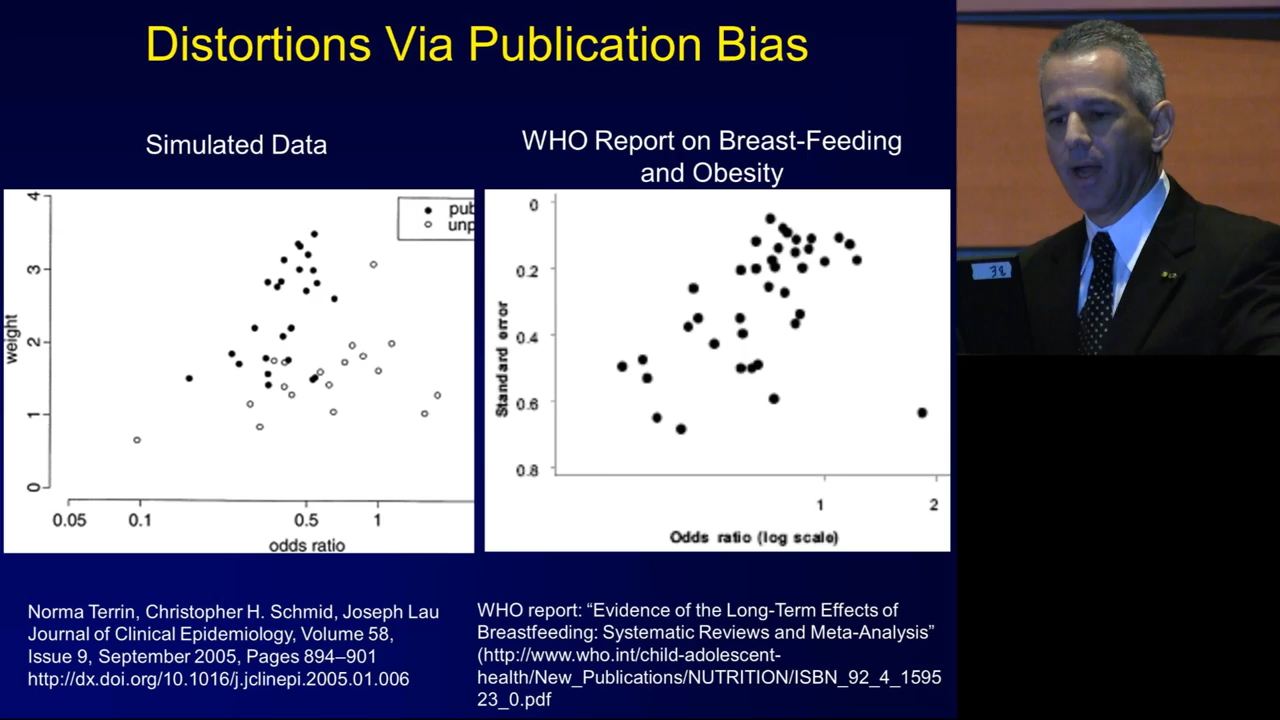 Distortions Via Publication Bias
Simulated Data
WHO Report on Breast-Feeding
and Obesity
4
3
2
1
0
weight
pub
unp
0.05 0.1 0.5 1
odds ratio
0
0.2
0.4
0.6
0.8
Standard error
1 2
Odds ratio (log scale)
Norma Terrin, Christopher H. Schmid, Joseph Lau
Journal of Clinical Epidemiology, Volume 58,
Issue 9, September 2005, Pages 894–901
http://dx.doi.org/10.1016/j.jclinepi.2005.01.006
WHO report: “Evidence of the Long-Term Effects of
Breastfeeding: Systematic Reviews and Meta-Analysis”
(http://www.who.int/child-adolescent-
health/New_Publications/NUTRITION/ISBN_92_4_1595
23_0.pdf
38